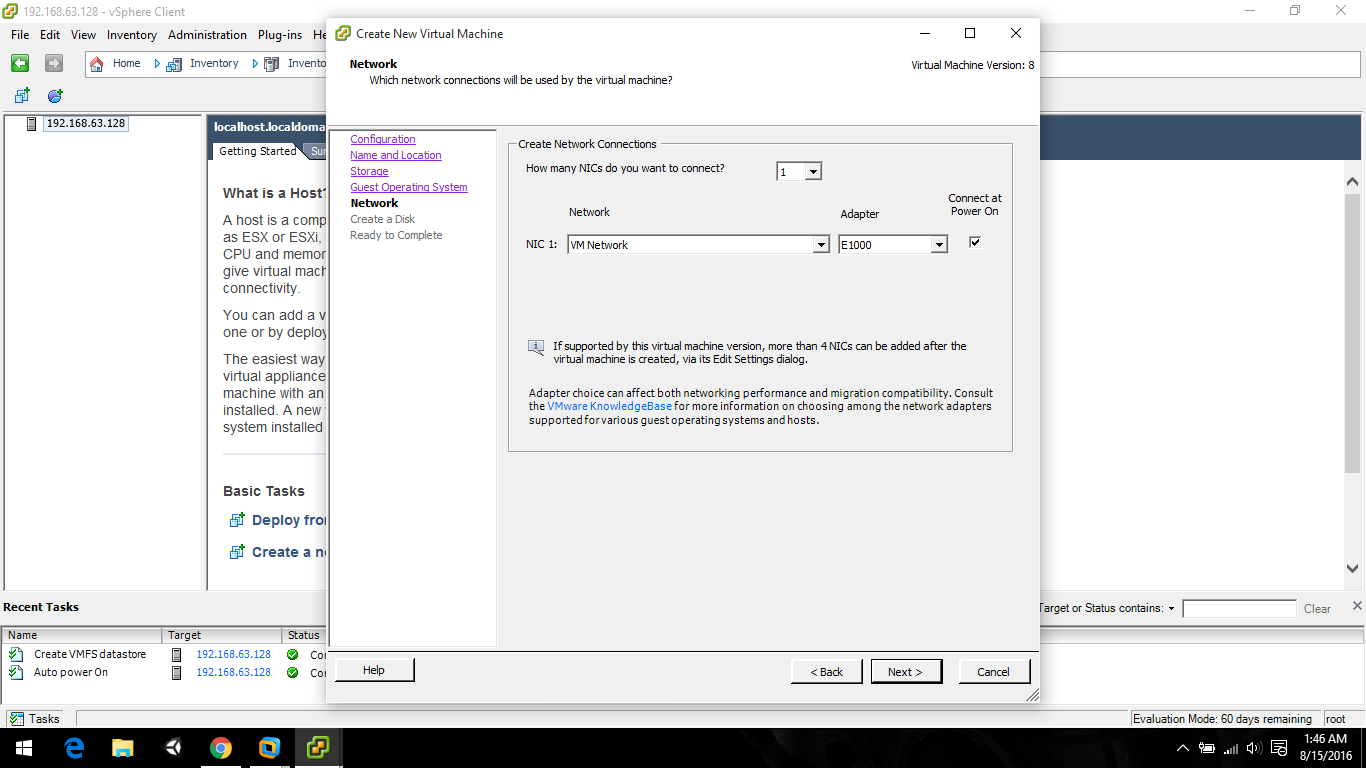 192.168.63.128 - vSphere Client
File Edit View Inventory Administration Plug-ins He
Home Inventory Invento
192.168.63.128
localhost.localdoma
Getting Started Sur
What is a Host?
A host is a comp
as ESX or ESXi,
CPU and memor
give virtual mach
connectivity.
You can add a v
one or by deploy
The easiest way
virtual appliance
machine with an
installed. A new
system installed
Basic Tasks
Deploy from
Create a ne
Create New Virtual Machine
Network
Which network connections will be used by the virtual machine?
Virtual Machine Version: 8
Configuration
Name and Location
Storage
Guest Operating System
Network
Create a Disk
Ready to Complete
Create Network Connections
How many NICs do you want to connect? 1
Network Adapter Connect at
Power On
NIC 1: VM Network E1000
If supported by this virtual machine version, more than 4 NICs can be added after the
virtual machine is created, via its Edit Settings dialog.
Adapter choice can affect both networking performance and migration compatibility. Consult
the VMware KnowledgeBase for more information on choosing among the network adapters
supported for various guest operating systems and hosts.
Help < Back Next > Cancel
Recent Tasks
Target or Status contains: Clear
Name Target Status
Create VMFS datastore 192.168.63.128 Co
Auto power On 192.168.63.128 Co
Tasks Evaluation Mode: 60 days remaining root
1:46 AM
8/15/2016